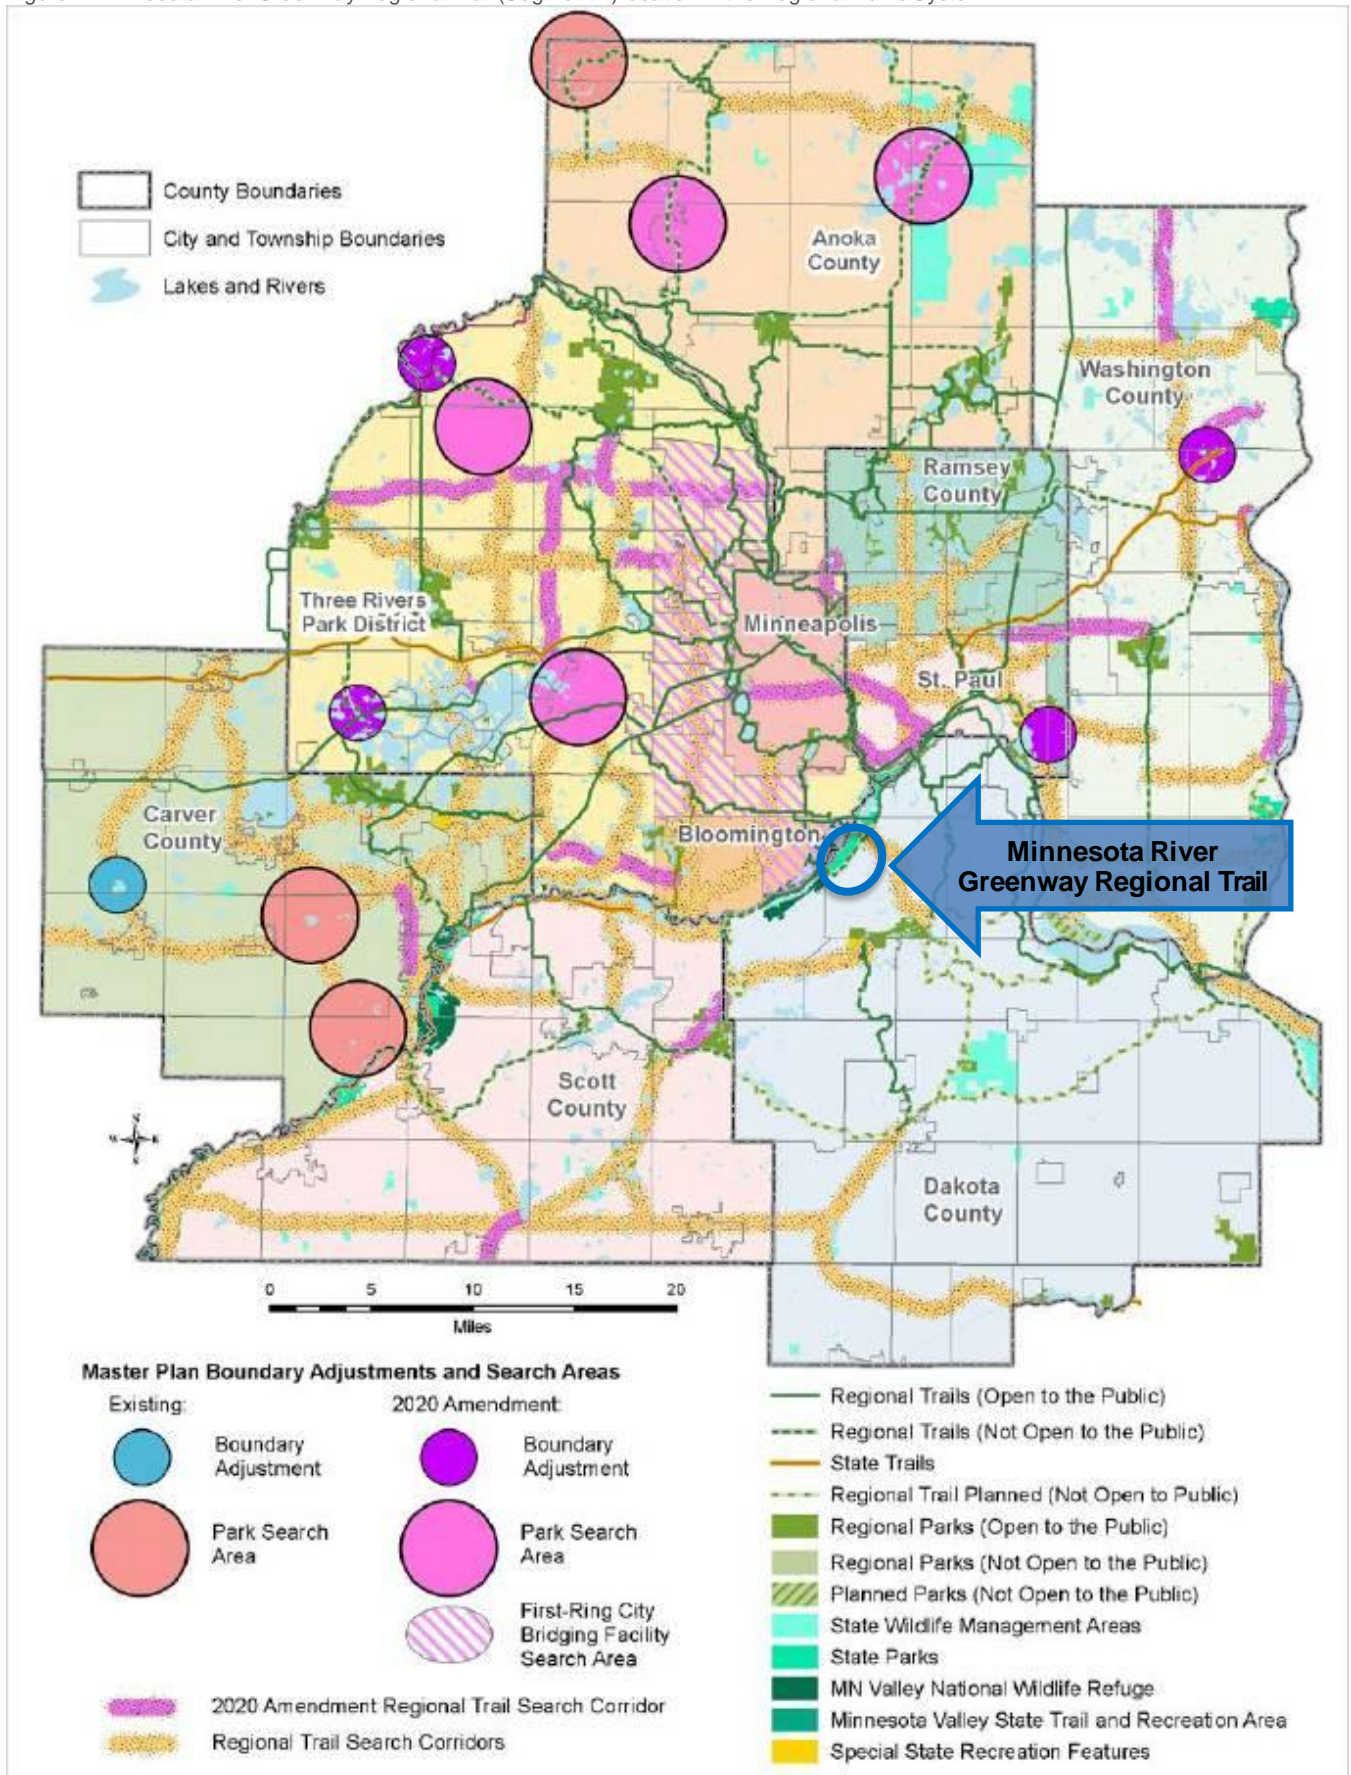 County Boundaries
City and Township Boundaries
Lakes and Rivers
Anoka
County
Washington
County
Ramsey
County
Three Rivers
Park District
Minneapolis
St. Paul
Carver
County
Bloomington
Minnesota River
Greenway Regional Trail
Scott
County
Dakota
County
0 5 10 15 20
Miles
Master Plan Boundary Adjustments and Search Areas
Existing:
Boundary
Adjustment
Park Search
Area
2020 Amendment:
Boundary
Adjustment
Park Search
Area
First-Ring City
Bridging Facility
Search Area
2020 Amendment Regional Trail Search Corridor
Regional Trail Search Corridors
Regional Trails (Open to the Public)
Regional Trails (Not Open to the Public)
State Trails
Regional Trail Planned (Not Open to Public)
Regional Parks (Open to the Public)
Regional Parks (Not Open to the Public)
Planned Parks (Not Open to the Public)
State Wildlife Management Areas
State Parks
MN Valley National Wildlife Refuge
Minnesota Valley State Trail and Recreation Area
Special State Recreation Features